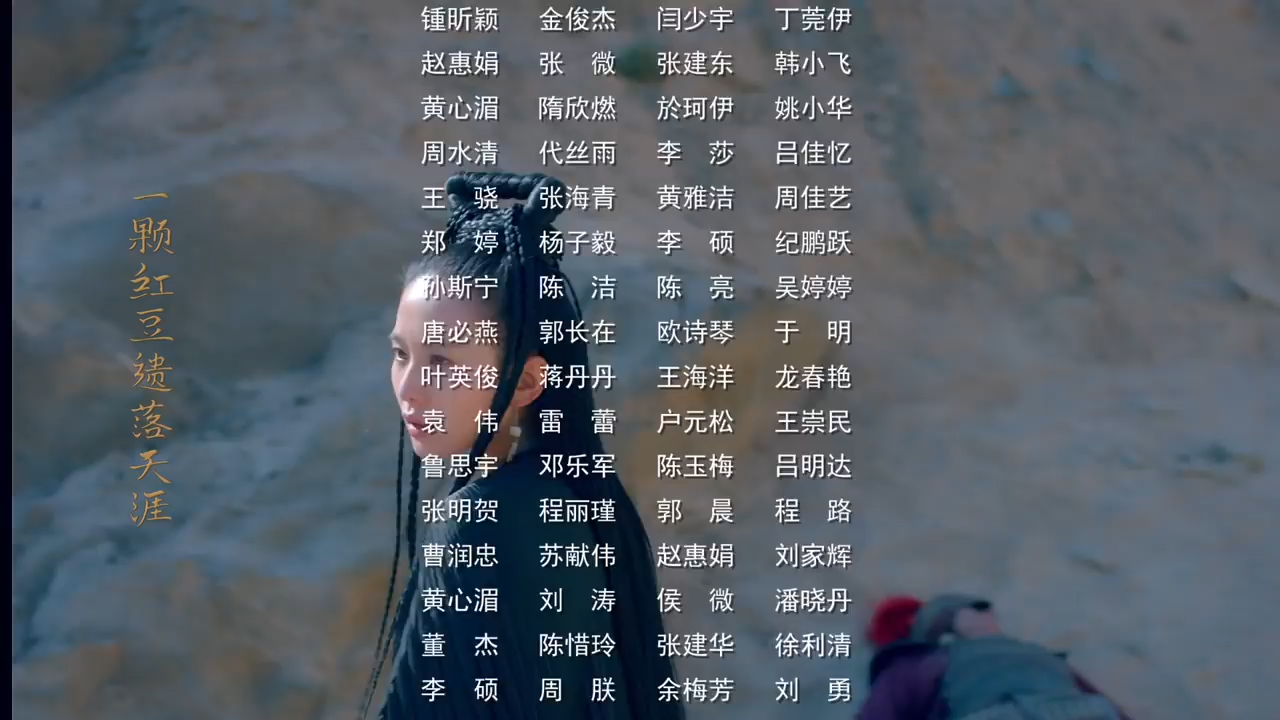 锺昕颖 金俊杰 闫少宇 丁莞伊
赵惠娟 张 微 张建东 韩小飞
黄心湄 隋欣燃 於珂伊 姚小华
周水清 代丝雨 李 莎 吕佳忆
王 骁 张海青 黄雅洁 周佳艺
郑 婷 杨子毅 李 硕 纪鹏跃
孙斯宁 陈 洁 陈 亮 吴婷婷
唐必燕 郭长在 欧诗琴 于 明
叶英俊 蒋丹丹 王海洋 龙春艳
袁 伟 雷 蕾 户元松 王崇民
鲁思宇 邓乐军 陈玉梅 吕明达
张明贺 程丽瑾 郭 晨 程 路
曹润忠 苏献伟 赵惠娟 刘家辉
黄心湄 刘 涛 侯 微 潘晓丹
董 杰 陈惜玲 张建华 徐利清
李 硕 周 朕 余梅芳 刘 勇
一颗红豆遗落天涯